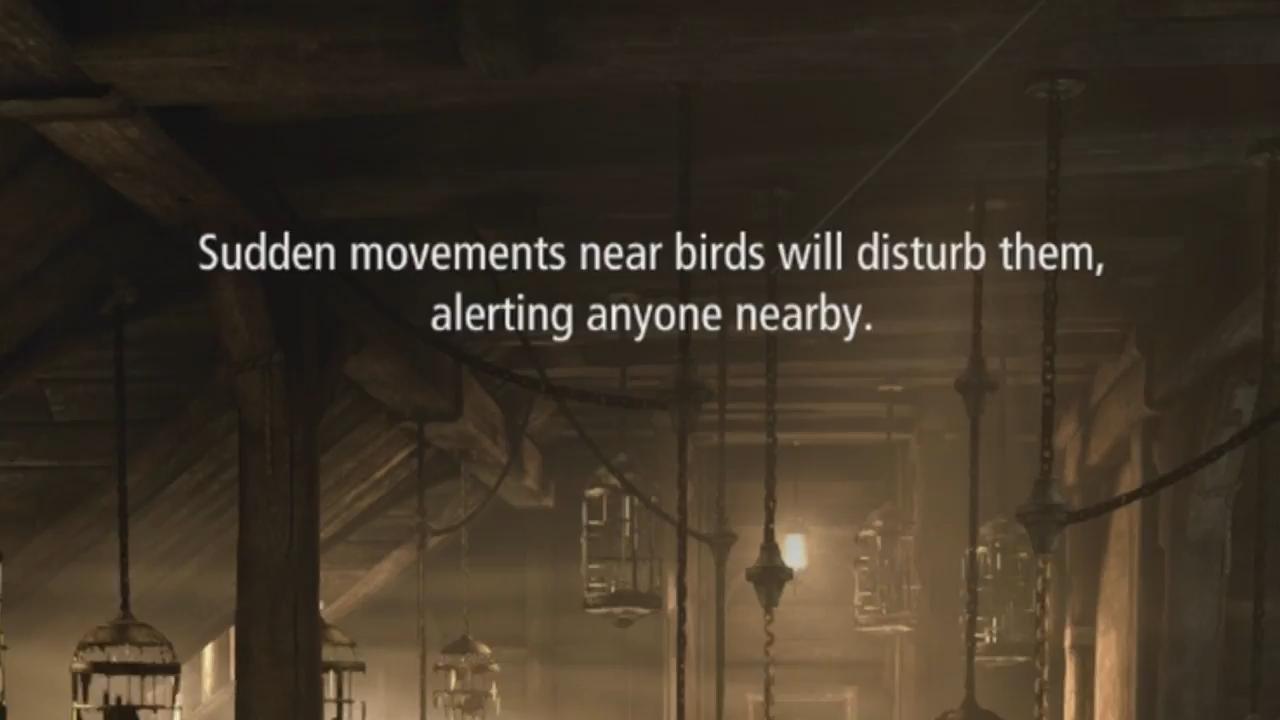 Sudden movements near birds will disturb them,
alerting anyone nearby.